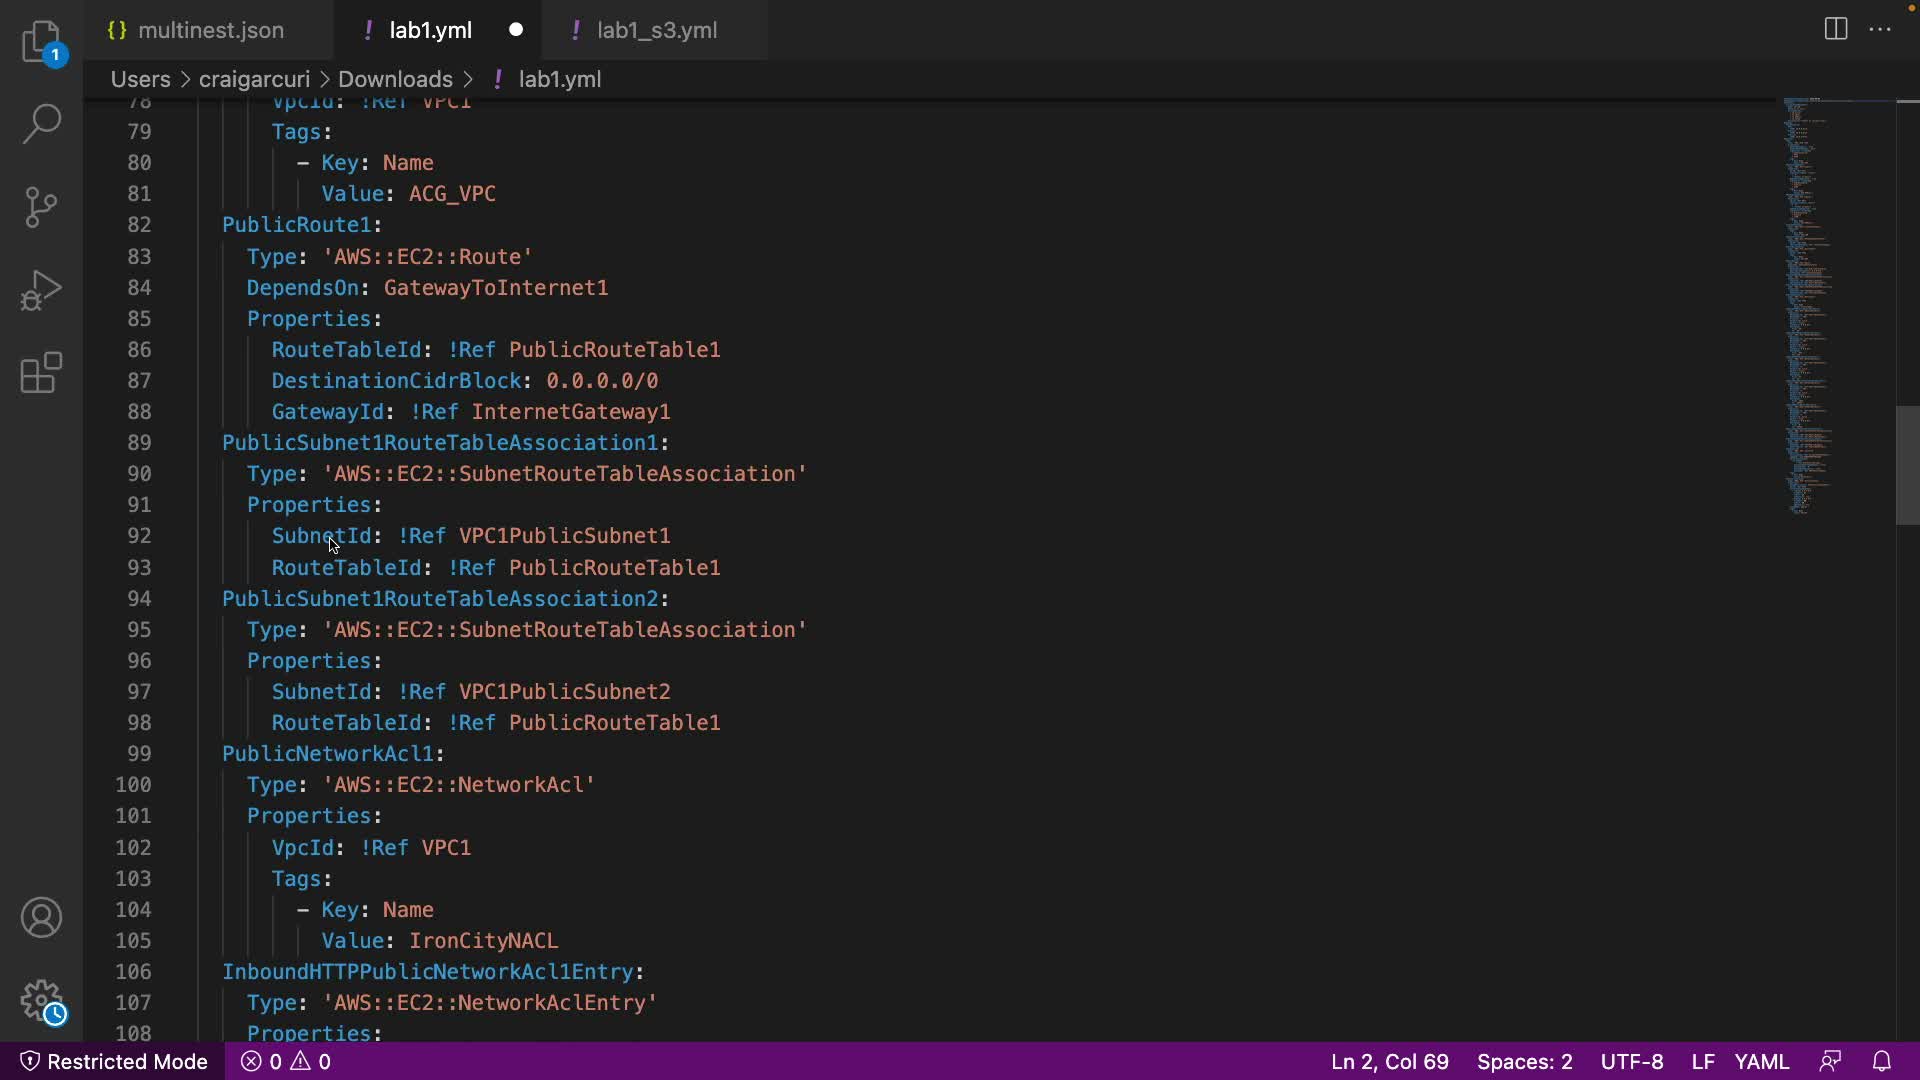 {} multinest.json
! lab1.yml
! lab1_s3.yml
Users > craigarcuri > Downloads > ! lab1.yml
1
78 VpcId: !Ref VPC1
79 Tags:
80 - Key: Name
81 Value: ACG_VPC
82 PublicRoute1:
83 Type: 'AWS::EC2::Route'
84 DependsOn: GatewayToInternet1
85 Properties:
86 RouteTableId: !Ref PublicRouteTable1
87 DestinationCidrBlock: 0.0.0.0/0
88 GatewayId: !Ref InternetGateway1
89 PublicSubnet1RouteTableAssociation1:
90 Type: 'AWS::EC2::SubnetRouteTableAssociation'
91 Properties:
92 SubnetId: !Ref VPC1PublicSubnet1
93 RouteTableId: !Ref PublicRouteTable1
94 PublicSubnet1RouteTableAssociation2:
95 Type: 'AWS::EC2::SubnetRouteTableAssociation'
96 Properties:
97 SubnetId: !Ref VPC1PublicSubnet2
98 RouteTableId: !Ref PublicRouteTable1
99 PublicNetworkAcl1:
100 Type: 'AWS::EC2::NetworkAcl'
101 Properties:
102 VpcId: !Ref VPC1
103 Tags:
104 - Key: Name
105 Value: IronCityNACL
106 InboundHTTPPublicNetworkAcl1Entry:
107 Type: 'AWS::EC2::NetworkAclEntry'
108 Properties:
Restricted Mode 0 0 Ln 2, Col 69 Spaces: 2 UTF-8 LF YAML